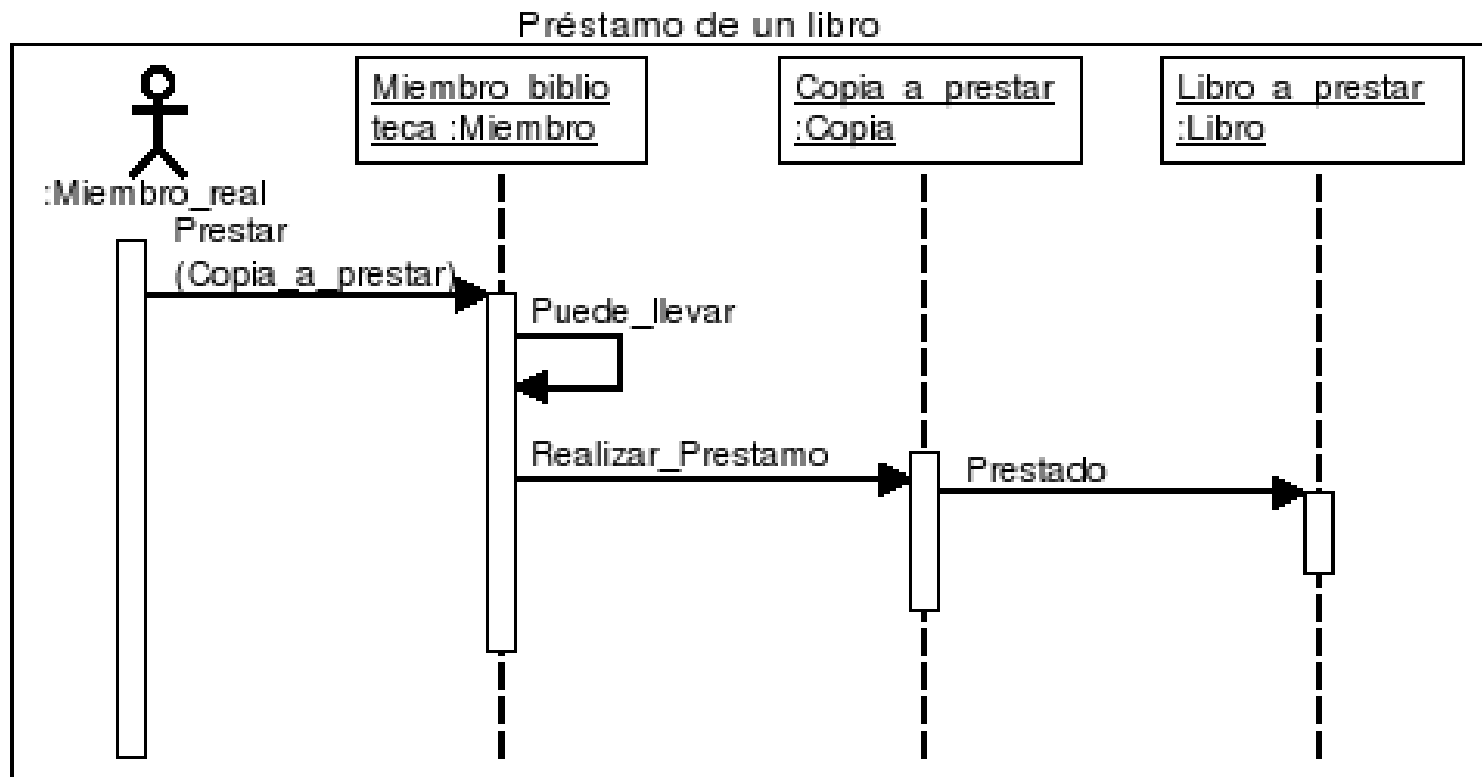 Préstamo de un libro
Miembro_biblio
teca :Miembro
Copia_a_prestar
:Copia
Libro_a_prestar
:Libro
:Miembro_real
Prestar
(Copia_a_prestar)
Puede_llevar
Realizar_Prestamo
Prestado